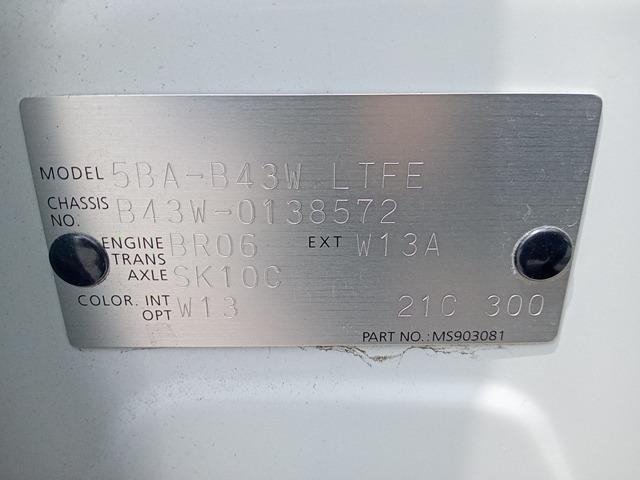 MODEL 5BA-B43W LTFE
CHASSIS NO. B43W-0138572
ENGINE BR06 EXT W13A
TRANS AXLE SK10C
COLOR. INT OPT W13 21C 300
PART NO.:MS903081